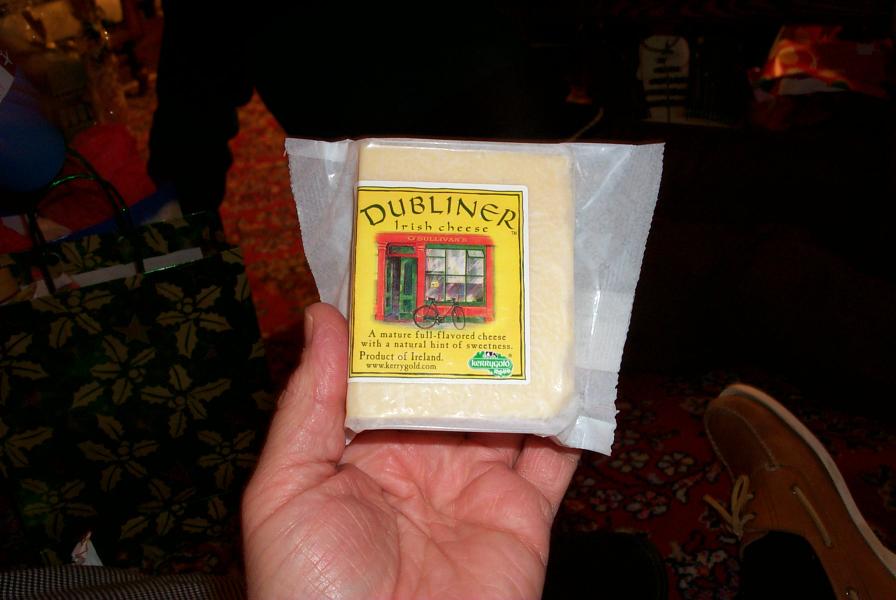 DUBLINER™
Irish cheese
O'SULLIVAN'S
A mature full-flavored cheese
with a natural hint of sweetness.
Product of Ireland.
www.kerrygold.com
kerrygold®